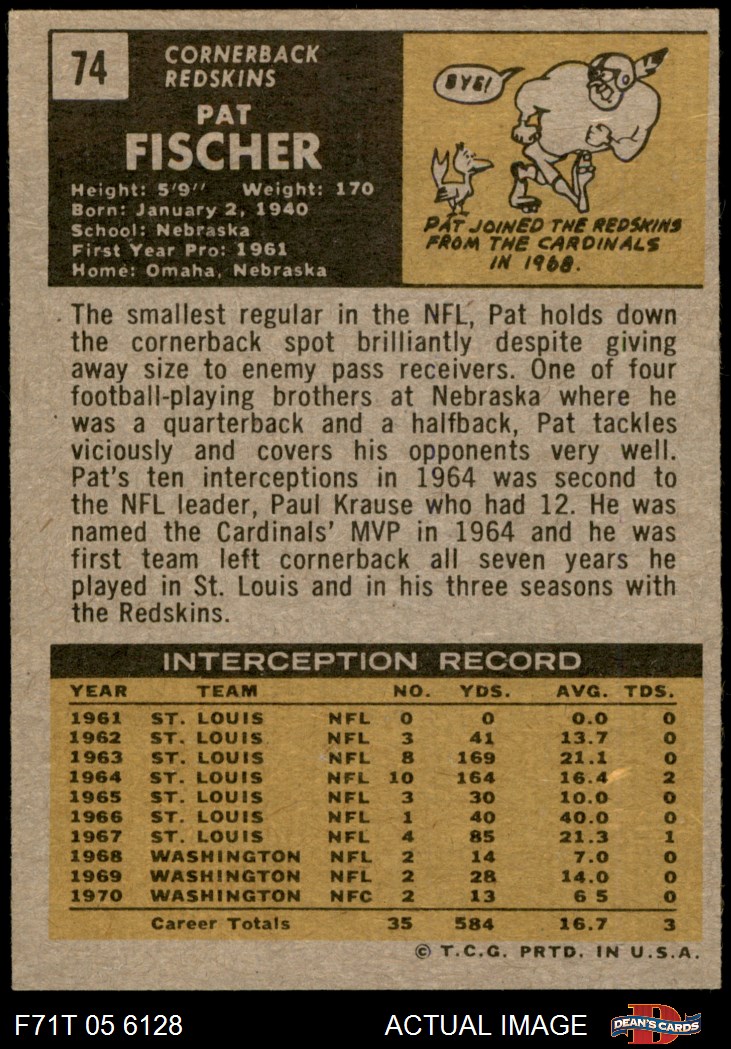 74
CORNERBACK
REDSKINS
PAT
FISCHER
Height: 5'9" Weight: 170
Born: January 2, 1940
School: Nebraska
First Year Pro: 1961
Home: Omaha, Nebraska
BYE!
PAT JOINED THE REDSKINS
FROM THE CARDINALS
IN 1968.
The smallest regular in the NFL, Pat holds down
the cornerback spot brilliantly despite giving
away size to enemy pass receivers. One of four
football-playing brothers at Nebraska where he
was a quarterback and a halfback, Pat tackles
viciously and covers his opponents very well.
Pat's ten interceptions in 1964 was second to
the NFL leader, Paul Krause who had 12. He was
named the Cardinals' MVP in 1964 and he was
first team left cornerback all seven years he
played in St. Louis and in his three seasons with
the Redskins.
INTERCEPTION RECORD
YEAR TEAM NO. YDS. AVG. TDS.
1961 ST. LOUIS NFL 0 0 0.0 0
1962 ST. LOUIS NFL 3 41 13.7 0
1963 ST. LOUIS NFL 8 169 21.1 0
1964 ST. LOUIS NFL 10 164 16.4 2
1965 ST. LOUIS NFL 3 30 10.0 0
1966 ST. LOUIS NFL 1 40 40.0 0
1967 ST. LOUIS NFL 4 85 21.3 1
1968 WASHINGTON NFL 2 14 7.0 0
1969 WASHINGTON NFL 2 28 14.0 0
1970 WASHINGTON NFC 2 13 6 5 0
Career Totals 35 584 16.7 3
© T.C.G. PRTD. IN U.S.A.
F71T 05 6128 ACTUAL IMAGE D DEAN'S CARDS